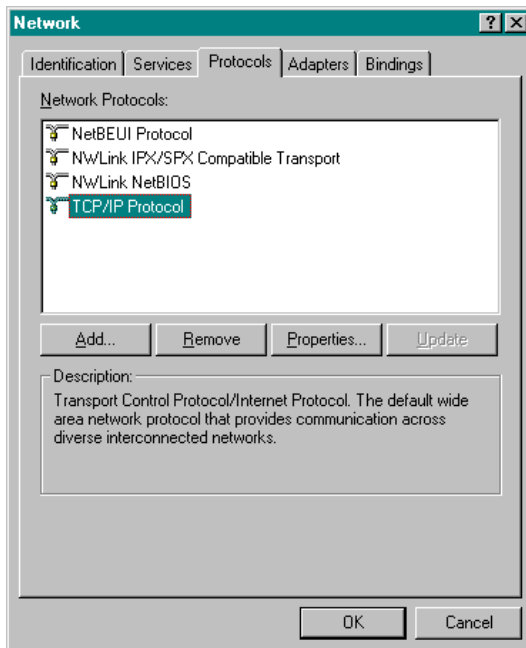 Network
Identification Services Protocols Adapters Bindings
Network Protocols:
NetBEUI Protocol
NWLink IPX/SPX Compatible Transport
NWLink NetBIOS
TCP/IP Protocol
Add... Remove Properties... Update
Description:
Transport Control Protocol/Internet Protocol. The default wide
area network protocol that provides communication across
diverse interconnected networks.
OK Cancel